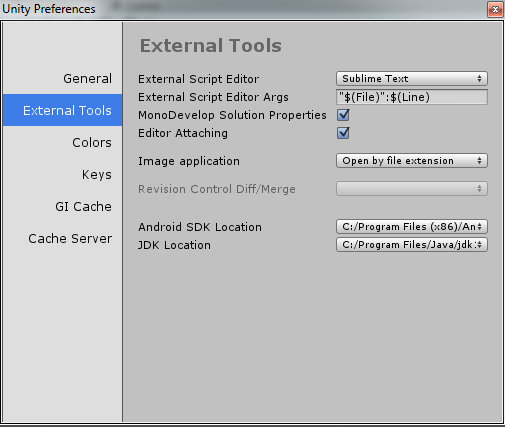 Unity Preferences
General
External Tools
Colors
Keys
GI Cache
Cache Server
External Tools
External Script Editor Sublime Text
External Script Editor Args "$(File)":$(Line)
MonoDevelop Solution Properties
Editor Attaching
Image application Open by file extension
Revision Control Diff/Merge
Android SDK Location C:/Program Files (x86)/An
JDK Location C:/Program Files/Java/jdk